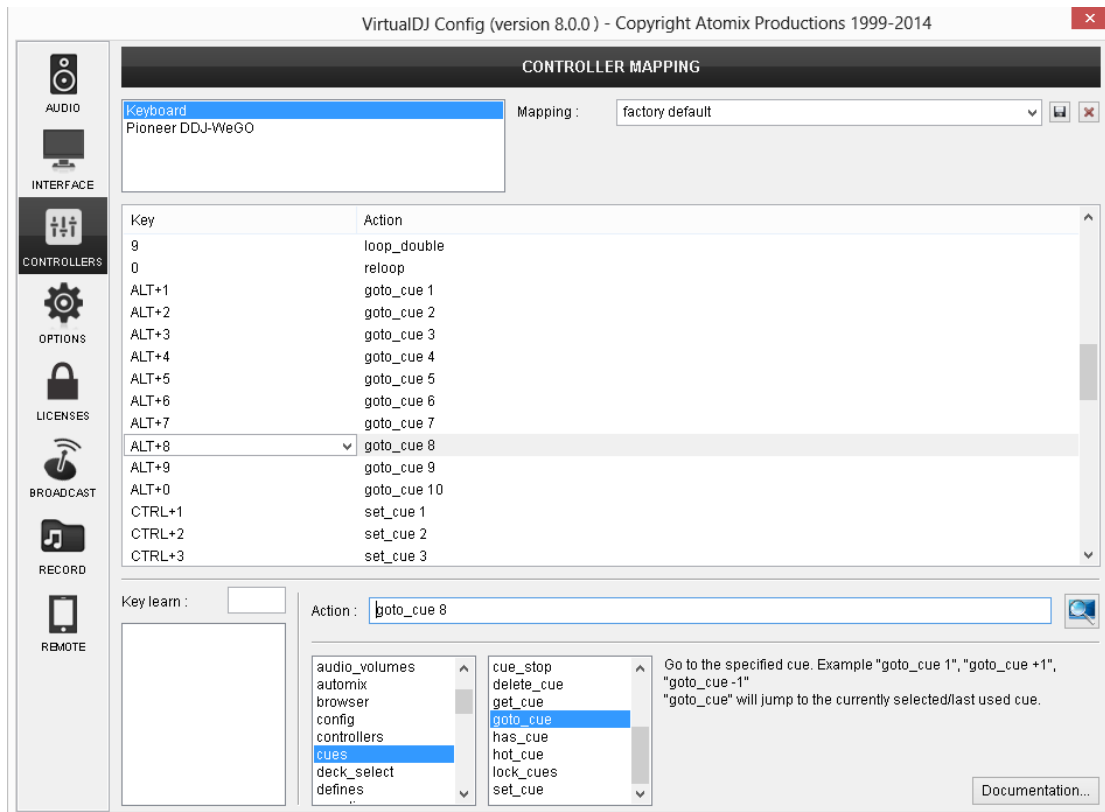 VirtualDJ Config (version 8.0.0 ) - Copyright Atomix Productions 1999-2014
AUDIO
INTERFACE
CONTROLLERS
OPTIONS
LICENSES
BROADCAST
RECORD
REMOTE
CONTROLLER MAPPING
Keyboard
Pioneer DDJ-WeGO
Mapping : factory default
Key Action
9 loop_double
0 reloop
ALT+1 goto_cue 1
ALT+2 goto_cue 2
ALT+3 goto_cue 3
ALT+4 goto_cue 4
ALT+5 goto_cue 5
ALT+6 goto_cue 6
ALT+7 goto_cue 7
ALT+8 goto_cue 8
ALT+9 goto_cue 9
ALT+0 goto_cue 10
CTRL+1 set_cue 1
CTRL+2 set_cue 2
CTRL+3 set_cue 3
Key learn :
Action : goto_cue 8
audio_volumes
automix
browser
config
controllers
cues
deck_select
defines
cue_stop
delete_cue
get_cue
goto_cue
has_cue
hot_cue
lock_cues
set_cue
Go to the specified cue. Example "goto_cue 1", "goto_cue +1",
"goto_cue -1"
"goto_cue" will jump to the currently selected/last used cue.
Documentation...